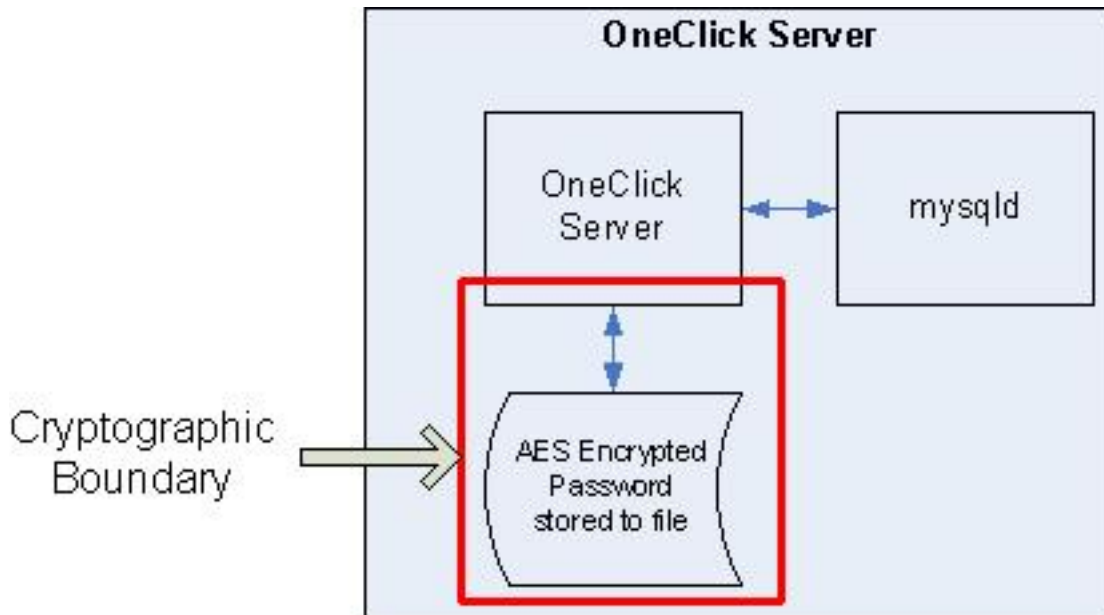 OneClick Server
OneClick
Server
mysqld
Cryptographic
Boundary
AES Encrypted
Password
stored to file